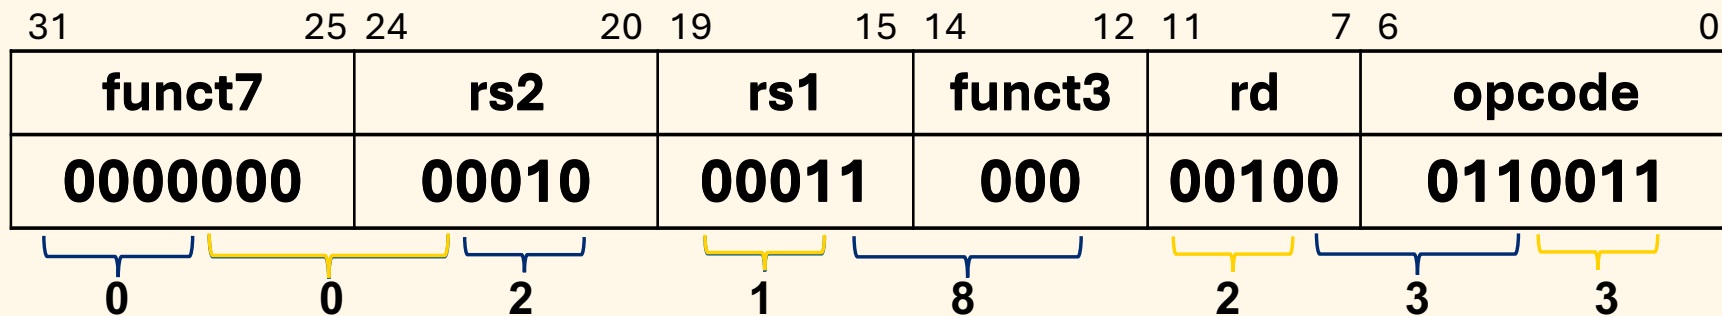 31 25 24 20 19 15 14 12 11 7 6 0
funct7 rs2 rs1 funct3 rd opcode
0000000 00010 00011 000 00100 0110011
0 0 2 1 8 2 3 3